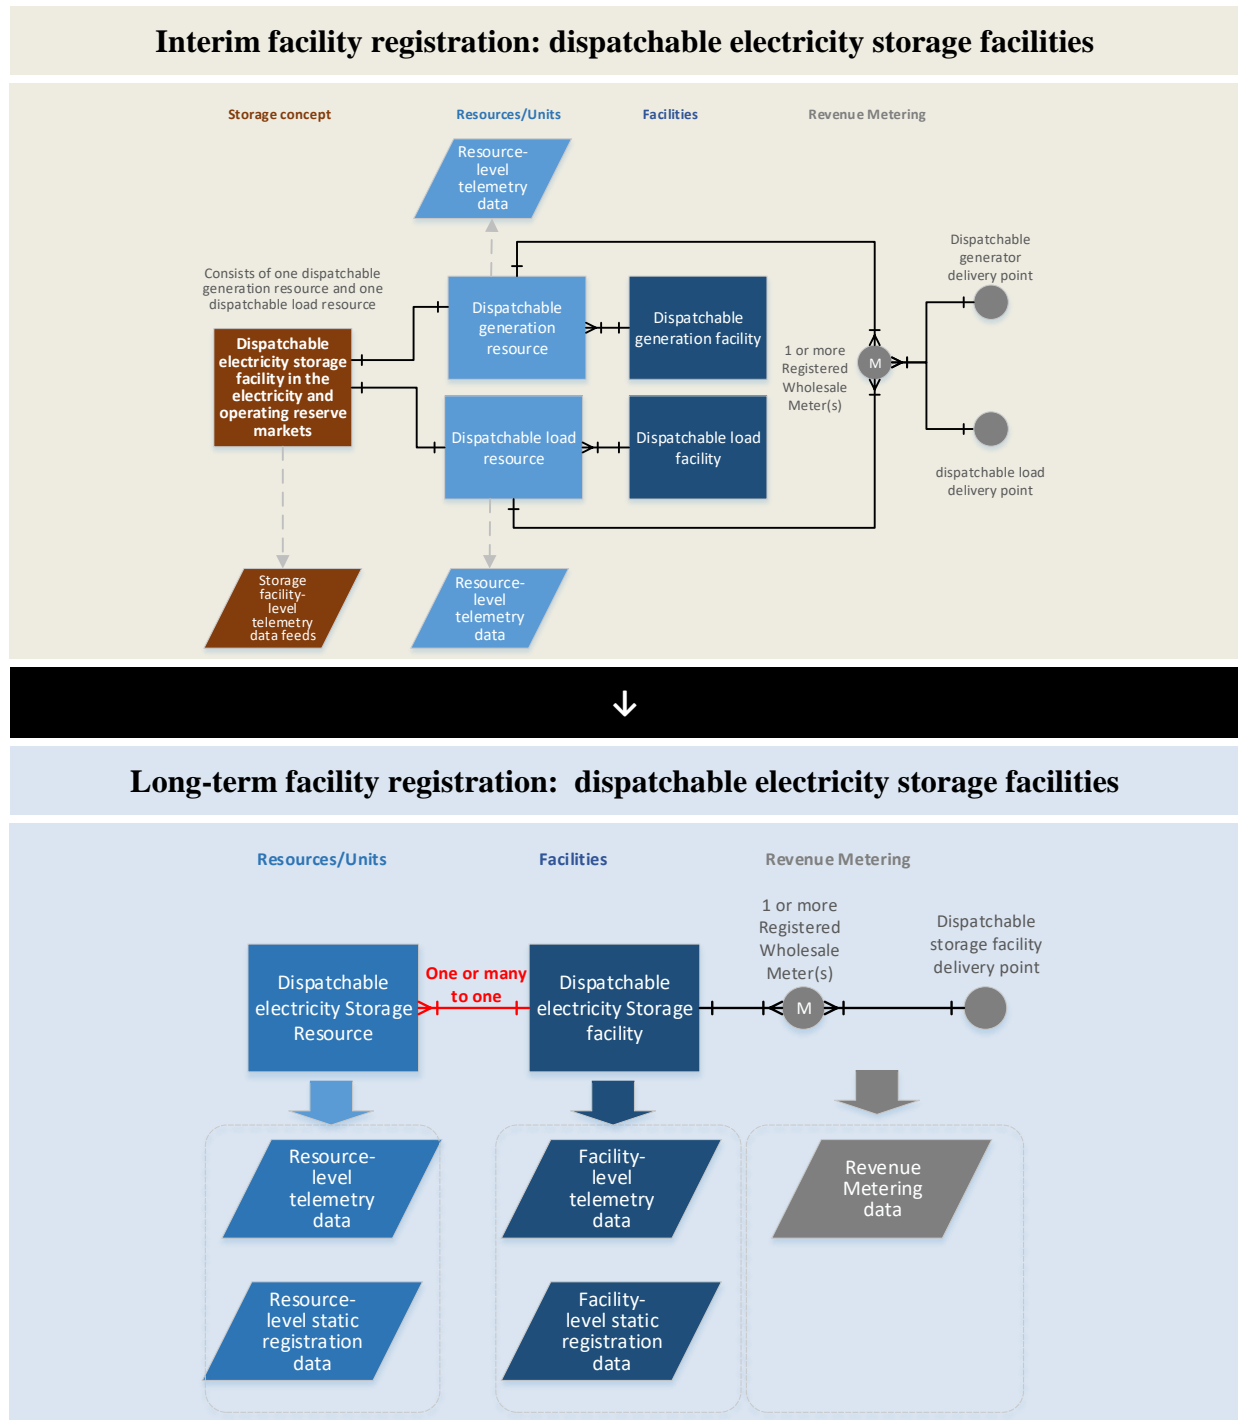 Interim facility registration: dispatchable electricity storage facilities
Storage concept
Resources/Units
Facilities
Revenue Metering
Resource-
level
telemetry
data
Consists of one dispatchable
generation resource and one
dispatchable load resource
Dispatchable
electricity storage
facility in the
electricity and
operating reserve
markets
Dispatchable
generation
resource
Dispatchable
generation facility
Dispatchable load
resource
Dispatchable load
facility
1 or more
Registered
Wholesale
Meter(s)
M
Dispatchable
generator
delivery point
dispatchable load
delivery point
Storage
facility-
level
telemetry
data feeds
Resource-
level
telemetry
data
↓
Long-term facility registration:  dispatchable electricity storage facilities
Resources/Units
Facilities
Revenue Metering
Dispatchable
electricity Storage
Resource
One or many
to one
Dispatchable
electricity Storage
facility
1 or more
Registered
Wholesale
Meter(s)
M
Dispatchable
storage facility
delivery point
Resource-
level
telemetry
data
Facility-
level
telemetry
data
Revenue
Metering
data
Resource-
level static
registration
data
Facility-
level static
registration
data